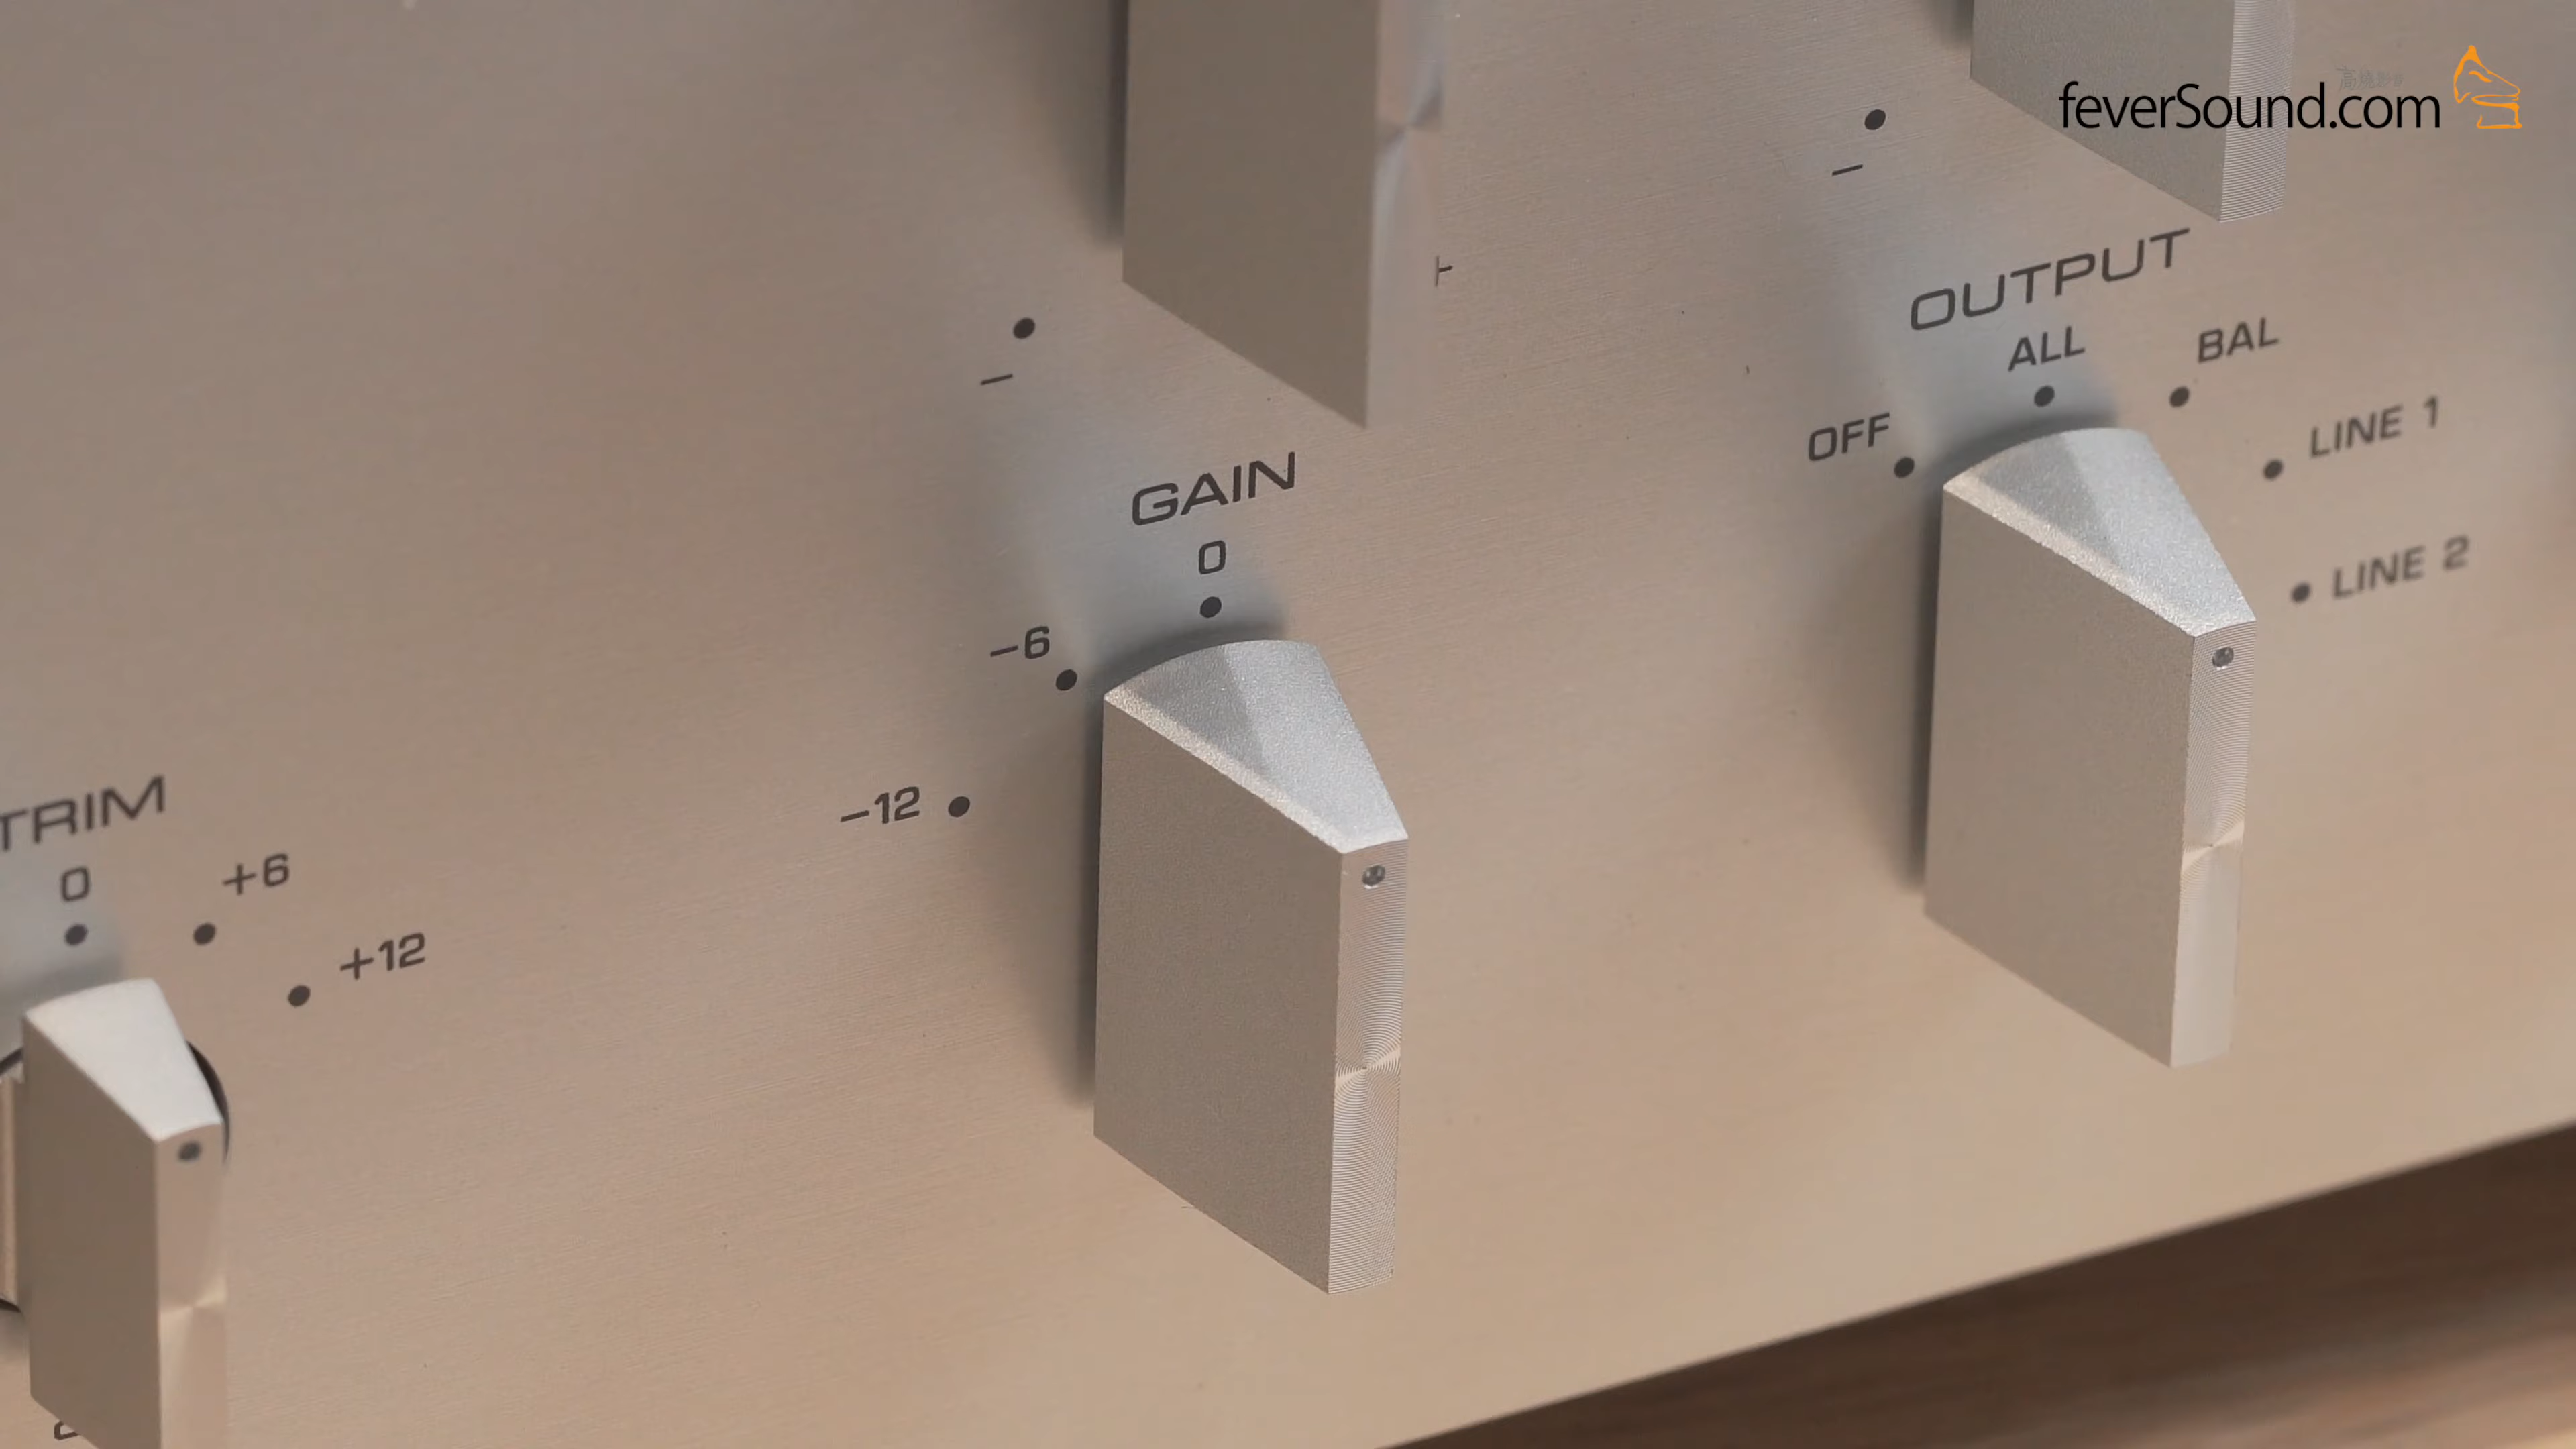 feverSound.com
–
–
OUTPUT
ALL
BAL
OFF
LINE 1
LINE 2
GAIN
0
–6
–12
TRIM
0
+6
+12